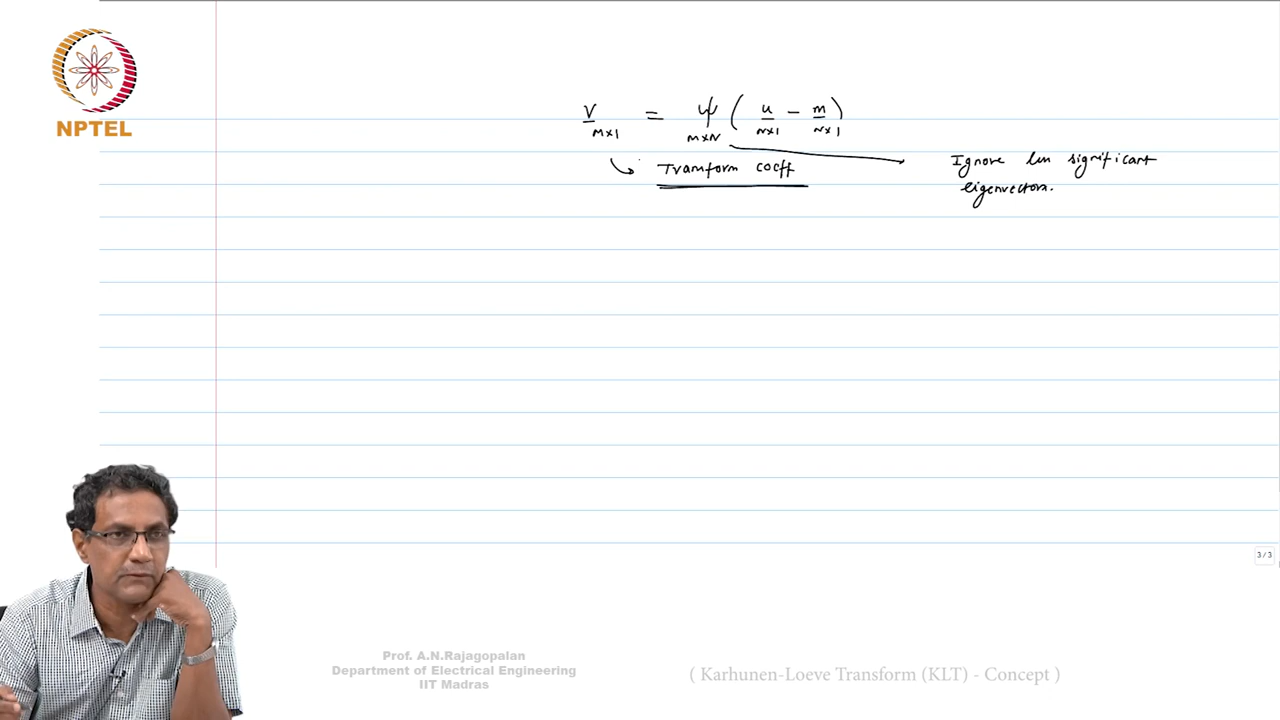 NPTEL
V = ψ ( u − m )
M×1 M×N N×1 N×1
Transform coeff
Ignore less significant
eigenvectors.
3 / 3
Prof. A.N.Rajagopalan
Department of Electrical Engineering
IIT Madras
( Karhunen-Loeve Transform (KLT) - Concept )